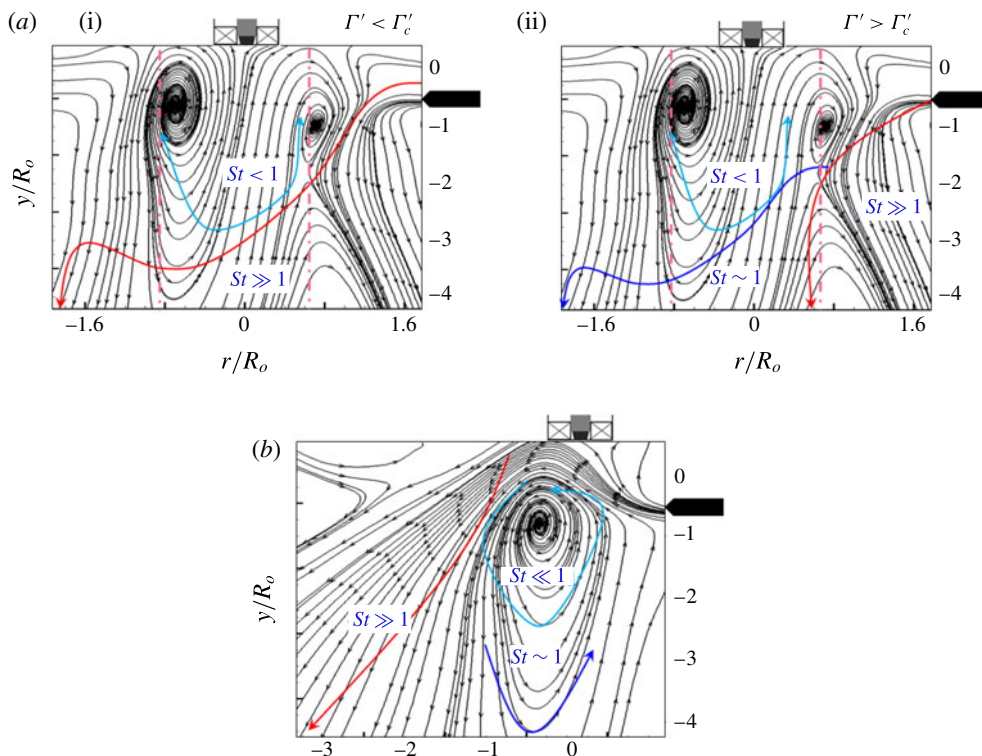 (a) (i) Γ′ < Γ′c (ii) Γ′ > Γ′c
0 0
−1 −1
St < 1 St < 1
y/Ro −2 −2
St ≫ 1
−3 −3
St ≫ 1 St ∼ 1
−4 −4
−1.6 0 1.6 −1.6 0 1.6
r/Ro r/Ro
(b)
0
−1
St ≪ 1
y/Ro −2
St ≫ 1
St ∼ 1
−3
−4
−3 −2 −1 0